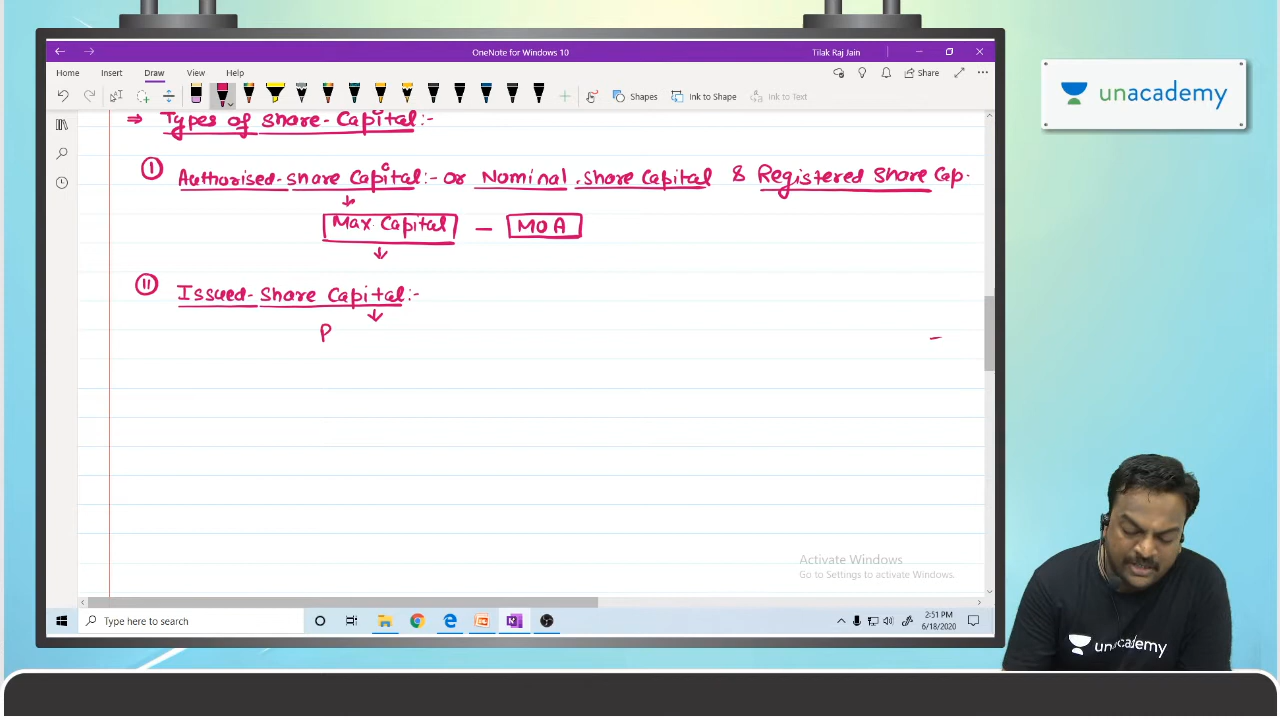 OneNote for Windows 10
Tilak Raj Jain
Home Insert Draw View Help
Share
Shapes Ink to Shape Ink to Text
unacademy
⇒ Types of Share-Capital:-
I Authorised-share Capital:- or Nominal.share Capital & Registered Share Cap.
Max. Capital — MOA
II Issued-Share Capital:-
P
Activate Windows
Go to Settings to activate Windows.
Type here to search
2:51 PM
6/18/2020
unacademy